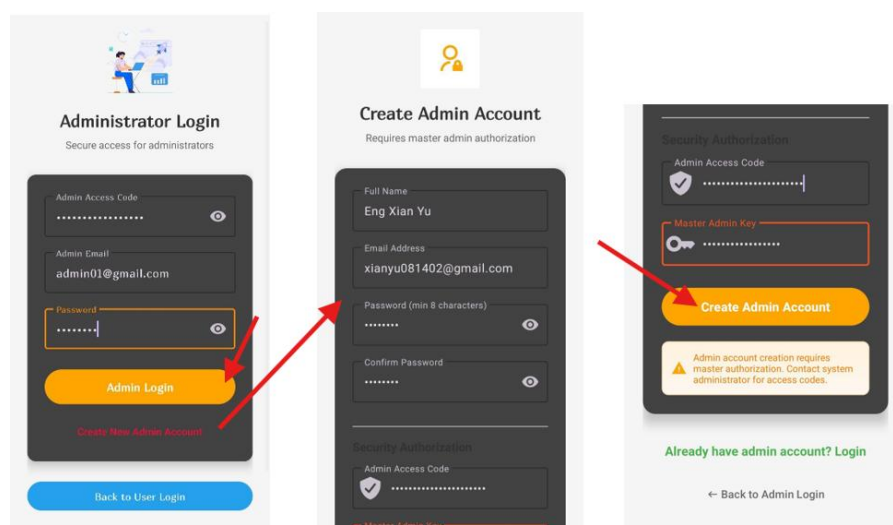 Administrator Login
Secure access for administrators
Admin Access Code
•••••••••••••••••
Admin Email
admin01@gmail.com
Password
••••••••
Admin Login
Create New Admin Account
Back to User Login
Create Admin Account
Requires master admin authorization
Full Name
Eng Xian Yu
Email Address
xianyu081402@gmail.com
Password (min 8 characters)
••••••••
Confirm Password
••••••••
Security Authorization
Admin Access Code
••••••••••••••••••••••
Master Admin Key
Security Authorization
Admin Access Code
••••••••••••••••••••••
Master Admin Key
••••••••••••••••
Create Admin Account
Admin account creation requires
master authorization. Contact system
administrator for access codes.
Already have admin account? Login
← Back to Admin Login